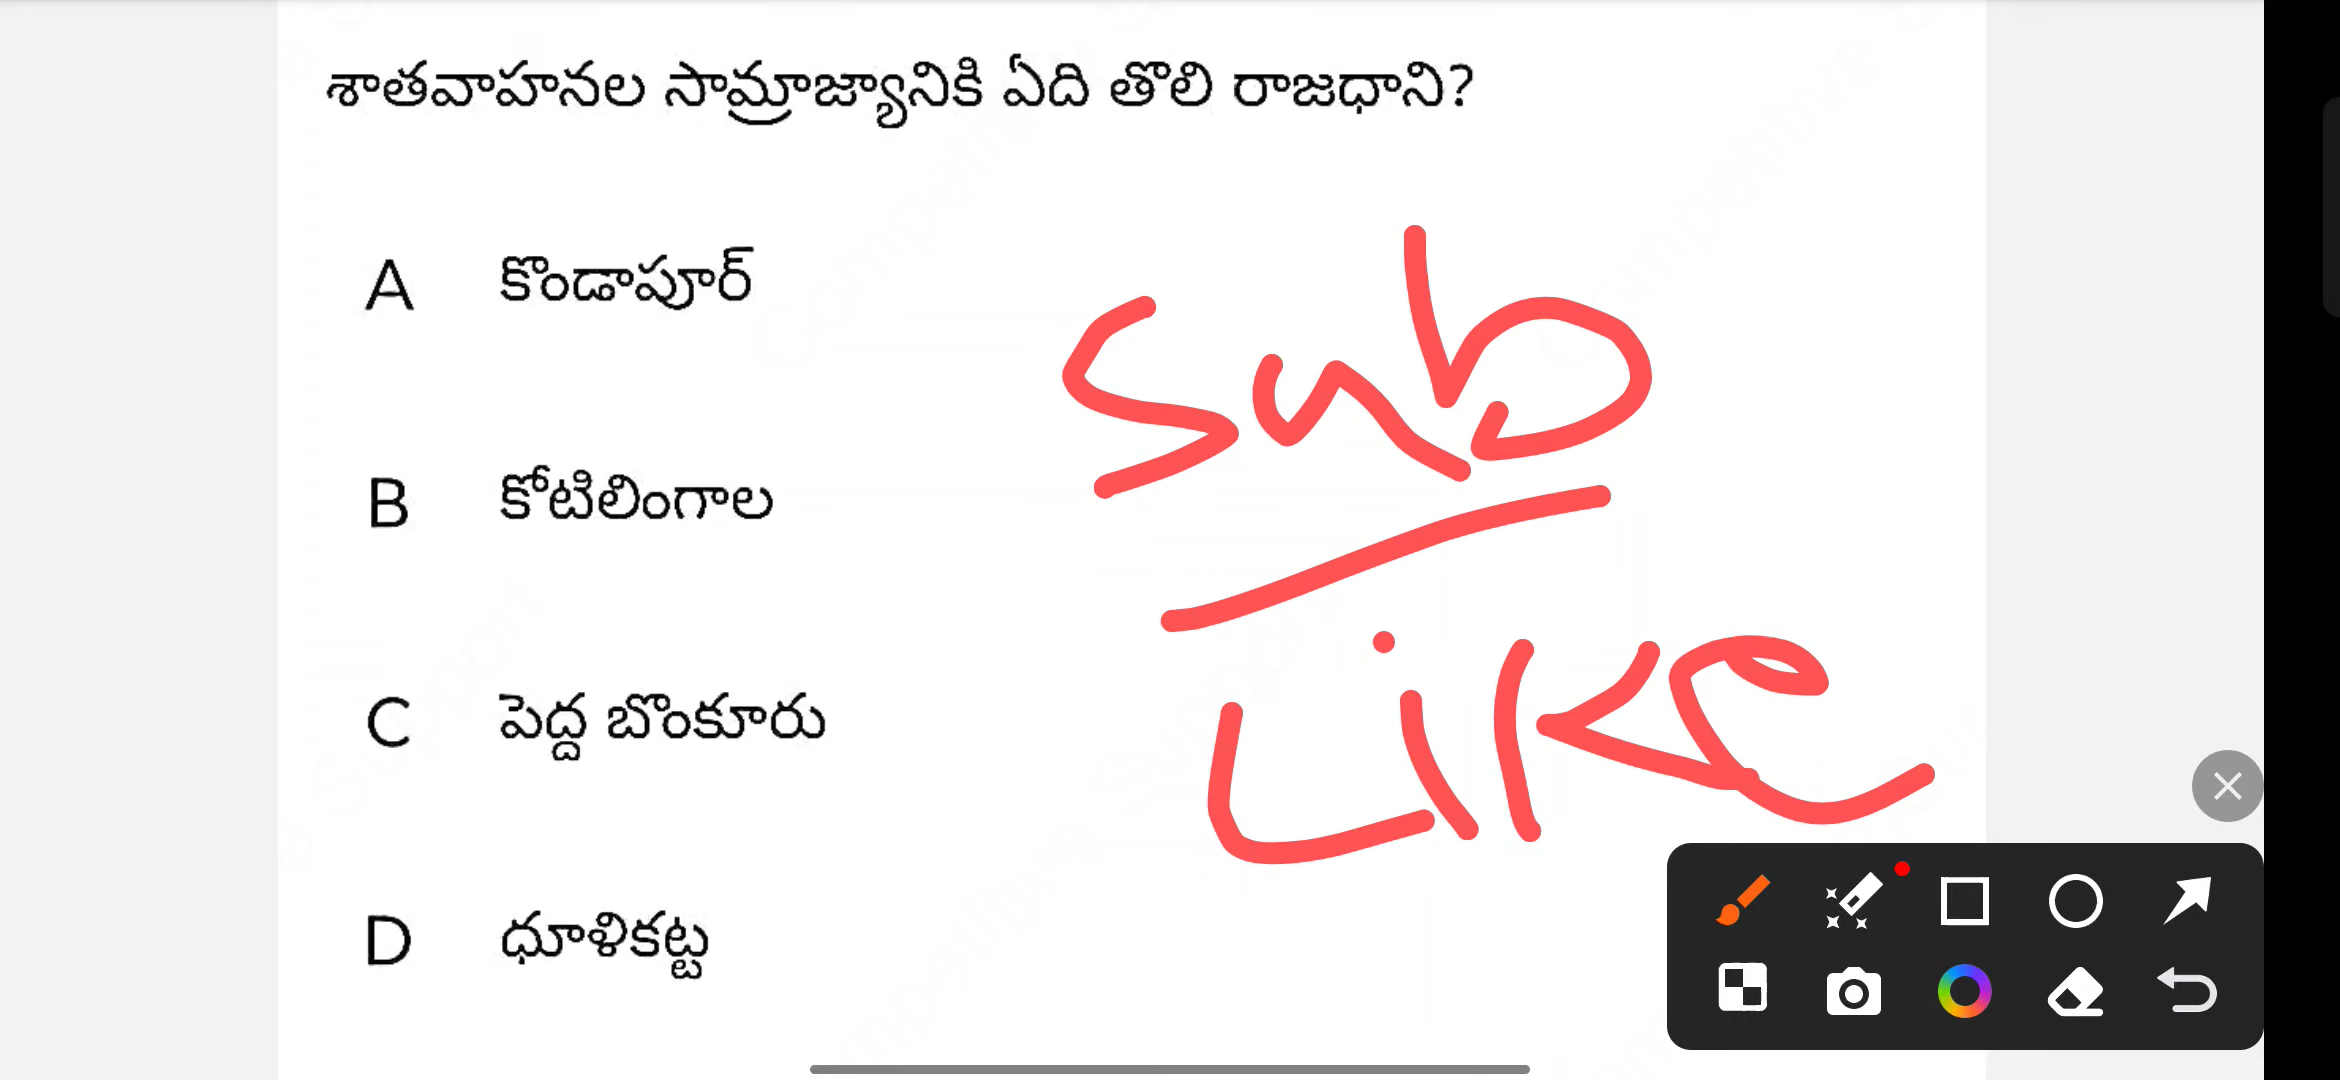 శాతవాహనల సామ్రాజ్యానికి ఏది తొలి రాజధాని?
A కొండాపూర్
B కోటిలింగాల
C పెద్ద బొంకూరు
D ధూళికట్ట
Sub
Like